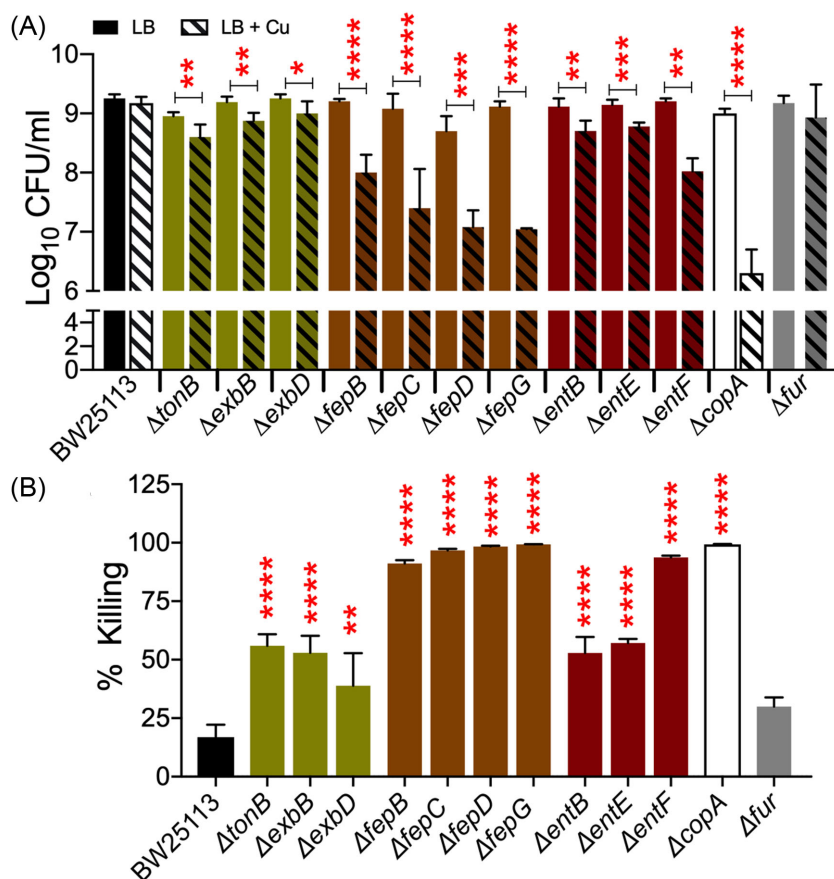 (A)
LB
LB + Cu
** ** * ***** **** *** **** ** *** ** ****
Log₁₀ CFU/ml
10
9
8
7
6
4
2
0
BW25113 ΔtonB ΔexbB ΔexbD ΔfepB ΔfepC ΔfepD ΔfepG ΔentB ΔentE ΔentF ΔcopA Δfur
(B)
**** **** ** **** **** **** **** **** **** **** ****
% Killing
125
100
75
50
25
0
BW25113 ΔtonB ΔexbB ΔexbD ΔfepB ΔfepC ΔfepD ΔfepG ΔentB ΔentE ΔentF ΔcopA Δfur